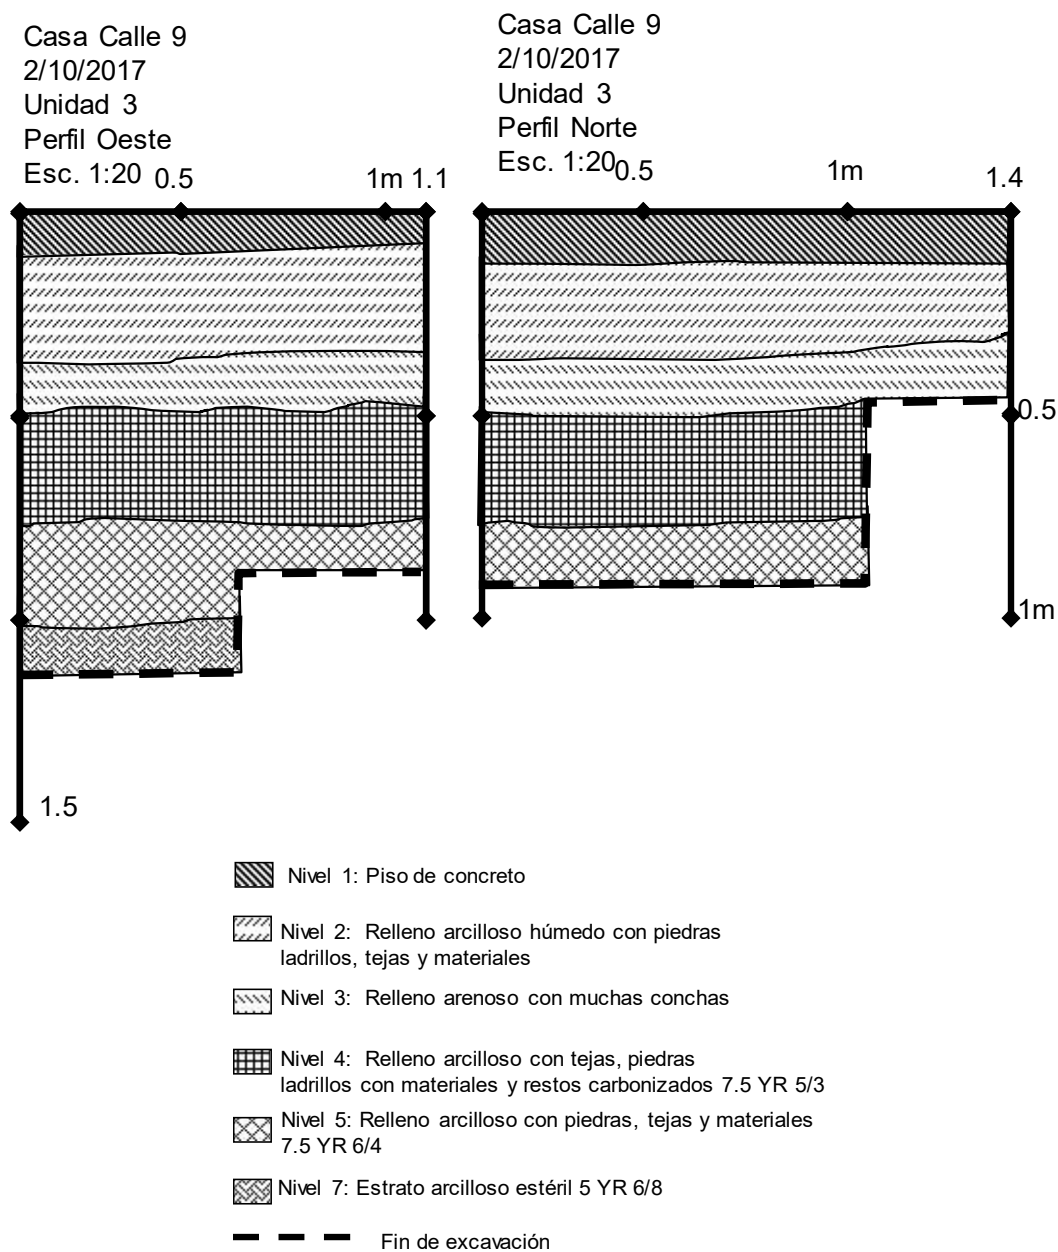 Casa Calle 9
2/10/2017
Unidad 3
Perfil Oeste
Esc. 1:20
0.5
1m
1.1
1.5
Casa Calle 9
2/10/2017
Unidad 3
Perfil Norte
Esc. 1:20
0.5
1m
1.4
0.5
1m
Nivel 1: Piso de concreto
Nivel 2: Relleno arcilloso húmedo con piedras
ladrillos, tejas y materiales
Nivel 3: Relleno arenoso con muchas conchas
Nivel 4: Relleno arcilloso con tejas, piedras
ladrillos con materiales y restos carbonizados 7.5 YR 5/3
Nivel 5: Relleno arcilloso con piedras, tejas y materiales
7.5 YR 6/4
Nivel 7: Estrato arcilloso estéril 5 YR 6/8
Fin de excavación